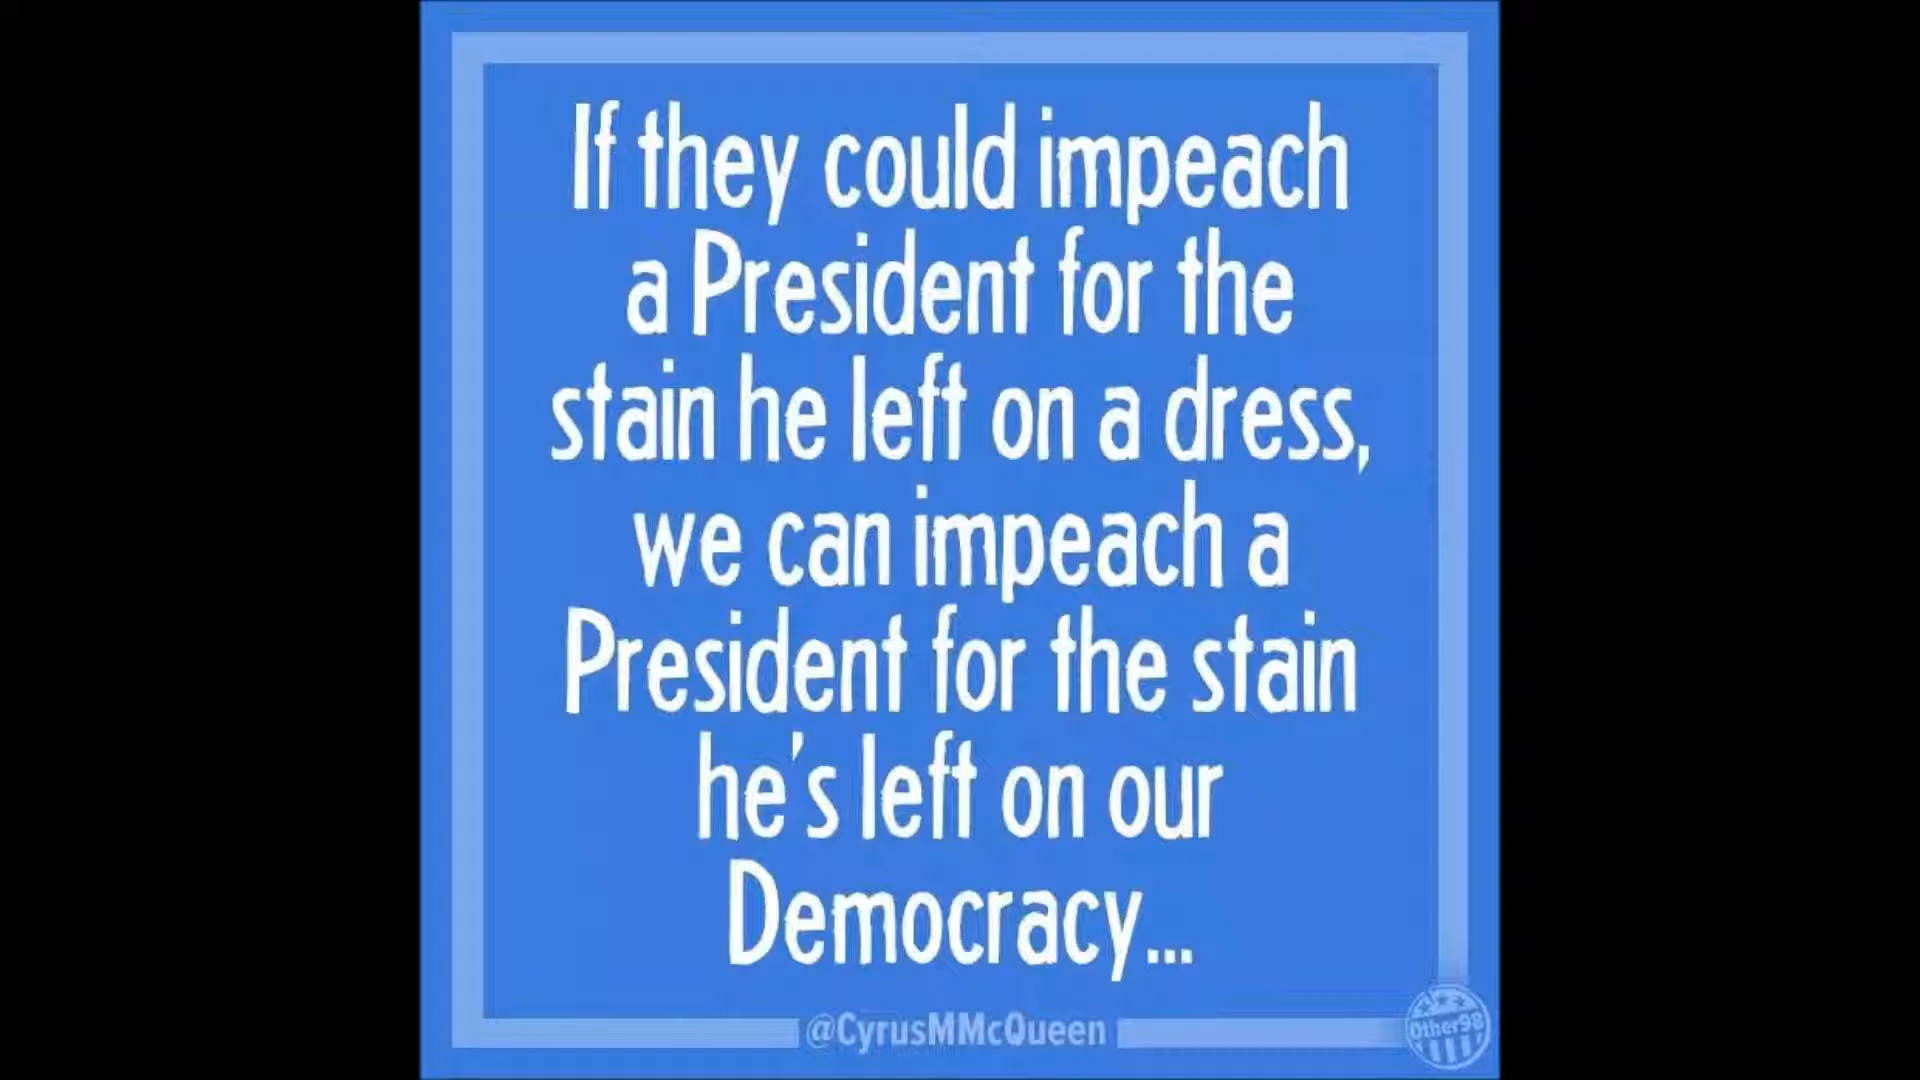 If they could impeach
a President for the
stain he left on a dress,
we can impeach a
President for the stain
he's left on our
Democracy...
@CyrusMMcQueen
Other98